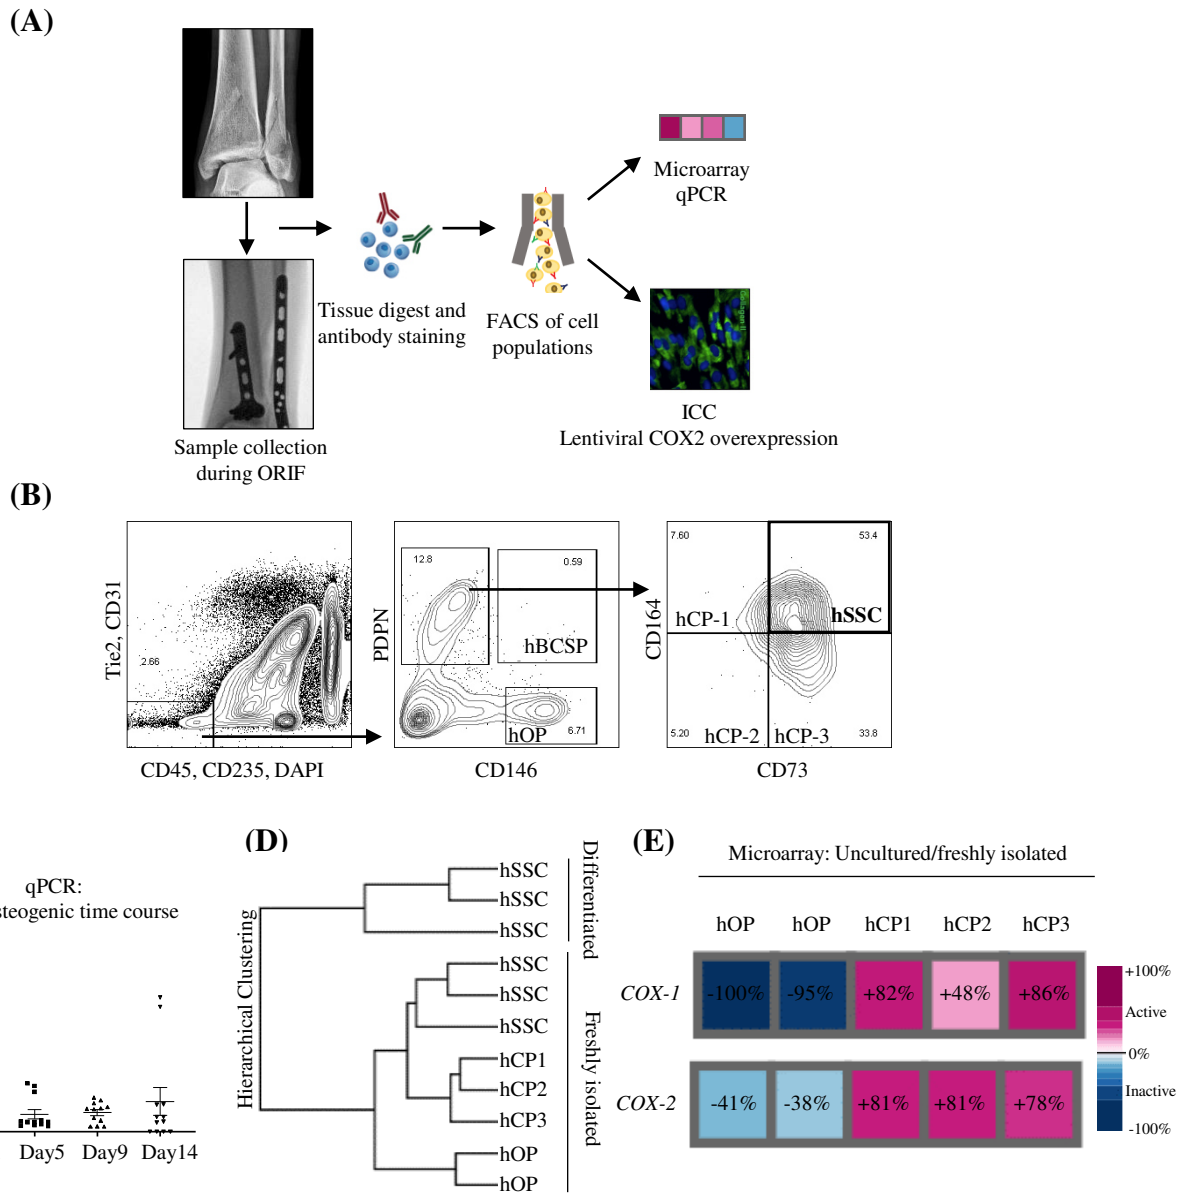 (A)
Microarray
qPCR
Tissue digest and
antibody staining
FACS of cell
populations
Sample collection
during ORIF
ICC
Lentiviral COX2 overexpression
(B)
Tie2, CD31
2.66
CD45, CD235, DAPI
PDPN
12.8
0.59
hBCSP
hOP
6.71
CD146
CD164
7.60
53.4
hCP-1
hSSC
5.20
hCP-2
hCP-3
33.8
CD73
qPCR:
steogenic time course
Day5 Day9 Day14
(D)
Hierarchical Clustering
hSSC
hSSC
hSSC
hSSC
hSSC
hSSC
hCP1
hCP2
hCP3
hOP
hOP
Differentiated
Freshly isolated
(E)
Microarray: Uncultured/freshly isolated
hOP hOP hCP1 hCP2 hCP3
COX-1 -100% -95% +82% +48% +86%
COX-2 -41% -38% +81% +81% +78%
+100%
Active
0%
Inactive
-100%